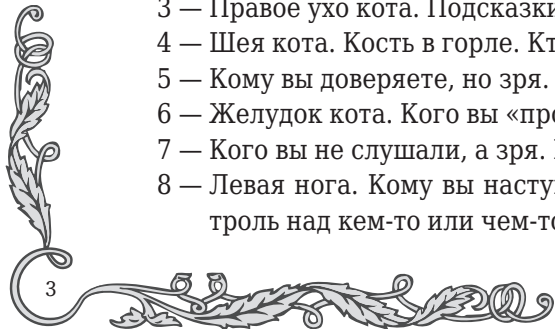 3 — Правое ухо кота. Подсказки
4 — Шея кота. Кость в горле. Кт
5 — Кому вы доверяете, но зря.
6 — Желудок кота. Кого вы «про
7 — Кого вы не слушали, а зря.
8 — Левая нога. Кому вы насту
троль над кем-то или чем-то
3